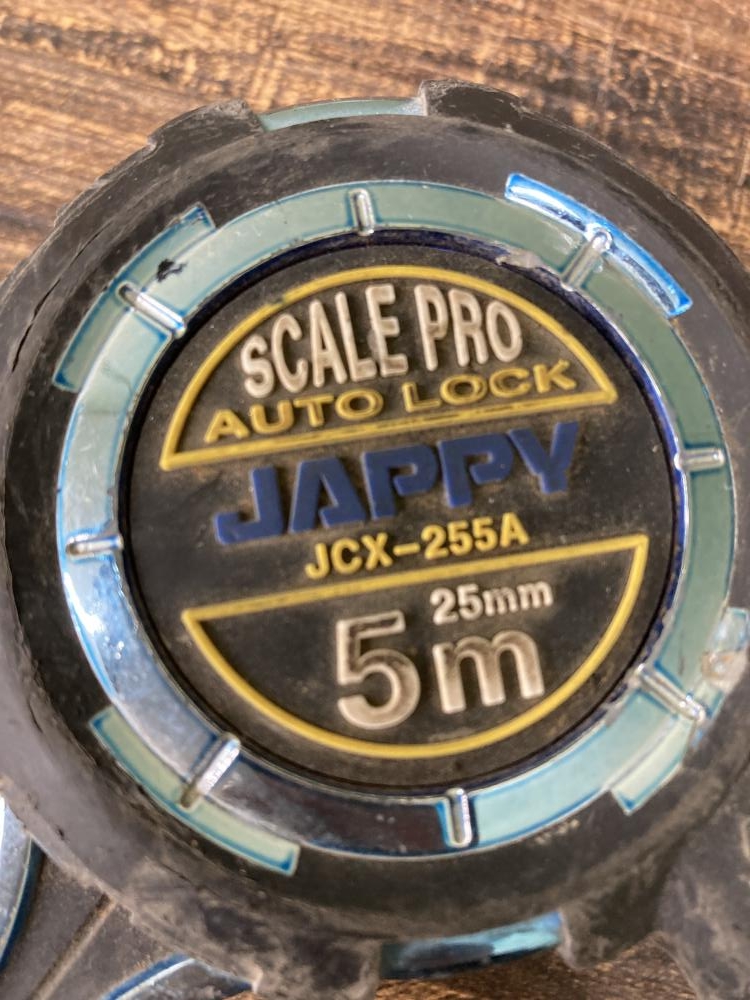 SCALE PRO
AUTO LOCK
JAPPY
JCX-255A
25mm
5m